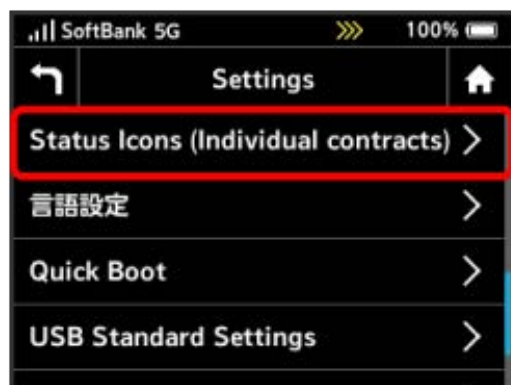 SoftBank 5G 100%
Settings
Status Icons (Individual contracts)
言語設定
Quick Boot
USB Standard Settings